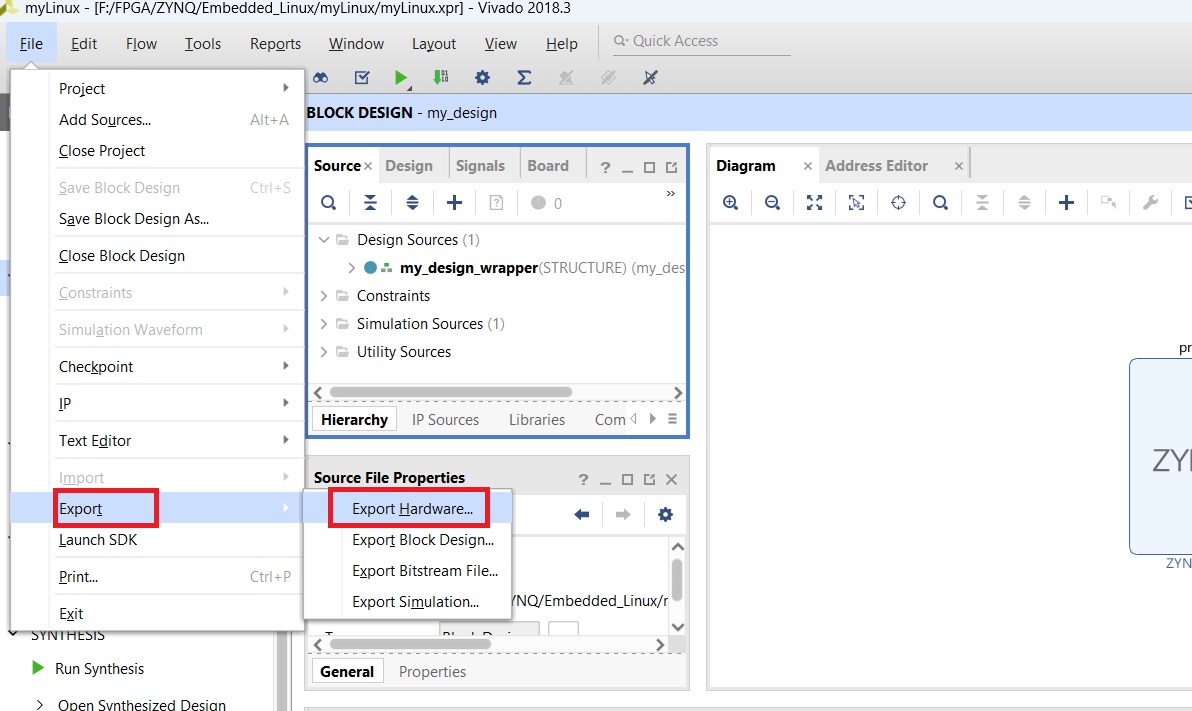 myLinux - [F:/FPGA/ZYNQ/Embedded_Linux/myLinux/myLinux.xpr] - Vivado 2018.3
File Edit Flow Tools Reports Window Layout View Help Quick Access
BLOCK DESIGN - my_design
Project
Add Sources... Alt+A
Close Project
Save Block Design Ctrl+S
Save Block Design As...
Close Block Design
Constraints
Simulation Waveform
Checkpoint
IP
Text Editor
Import
Export
Launch SDK
Print... Ctrl+P
Exit
Export Hardware...
Export Block Design...
Export Bitstream File...
Export Simulation...
SYNTHESIS
Run Synthesis
Open Synthesized Design
Source Design Signals Board
0
Design Sources (1)
my_design_wrapper(STRUCTURE) (my_des
Constraints
Simulation Sources (1)
Utility Sources
Hierarchy IP Sources Libraries Com
Source File Properties
YNQ/Embedded_Linux/r
General Properties
Diagram Address Editor
pr
ZYN
ZYN